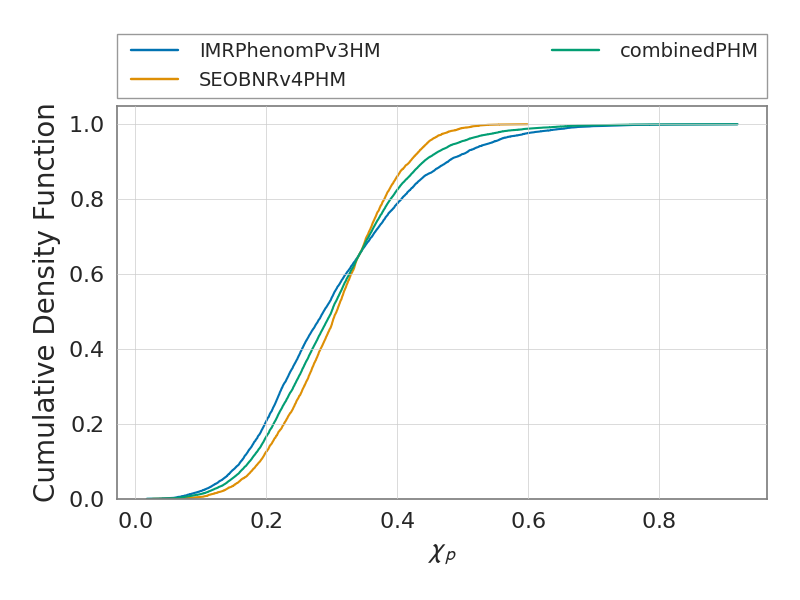 IMRPhenomPv3HM
SEOBNRv4PHM
combinedPHM
Cumulative Density Function
1.0
0.8
0.6
0.4
0.2
0.0
0.0 0.2 0.4 0.6 0.8
χp